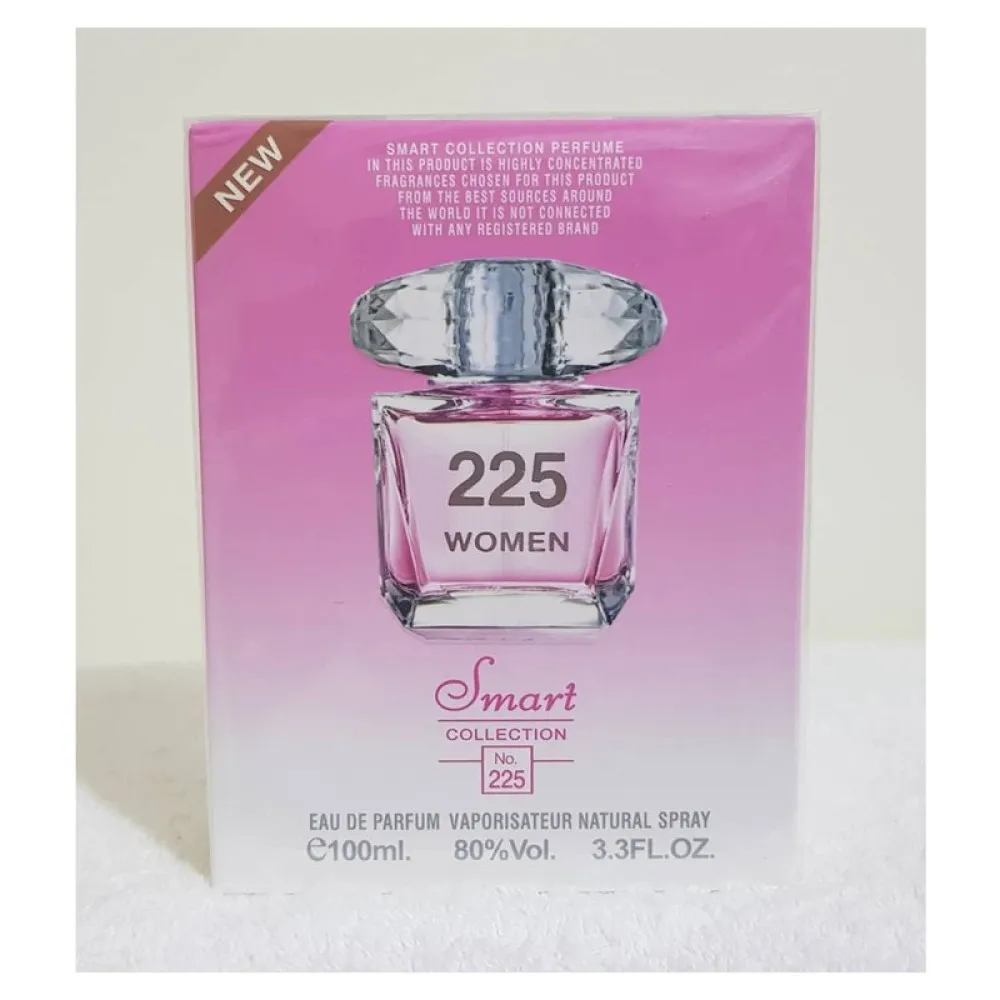 NEW
SMART COLLECTION PERFUME
IN THIS PRODUCT IS HIGHLY CONCENTRATED
FRAGRANCES CHOSEN FOR THIS PRODUCT
FROM THE BEST SOURCES AROUND
THE WORLD IT IS NOT CONNECTED
WITH ANY REGISTERED BRAND
225
WOMEN
Smart
COLLECTION
No.
225
EAU DE PARFUM VAPORISATEUR NATURAL SPRAY
℮100ml. 80%Vol. 3.3FL.OZ.